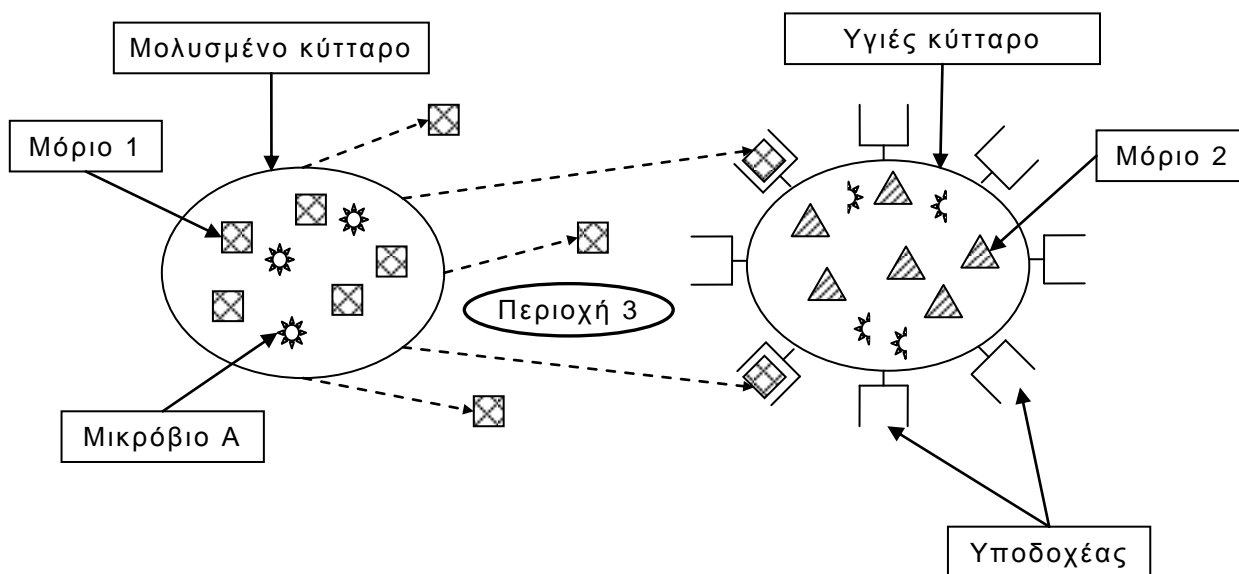 Μολυσμένο κύτταρο
Υγιές κύτταρο
Μόριο 1
Μόριο 2
Περιοχή 3
Μικρόβιο Α
Υποδοχέας